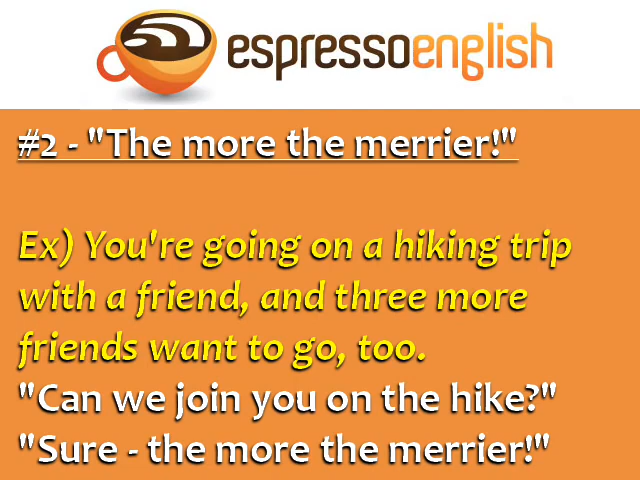 espressoenglish
#2 - "The more the merrier!"
Ex) You're going on a hiking trip
with a friend, and three more
friends want to go, too.
"Can we join you on the hike?"
"Sure - the more the merrier!"